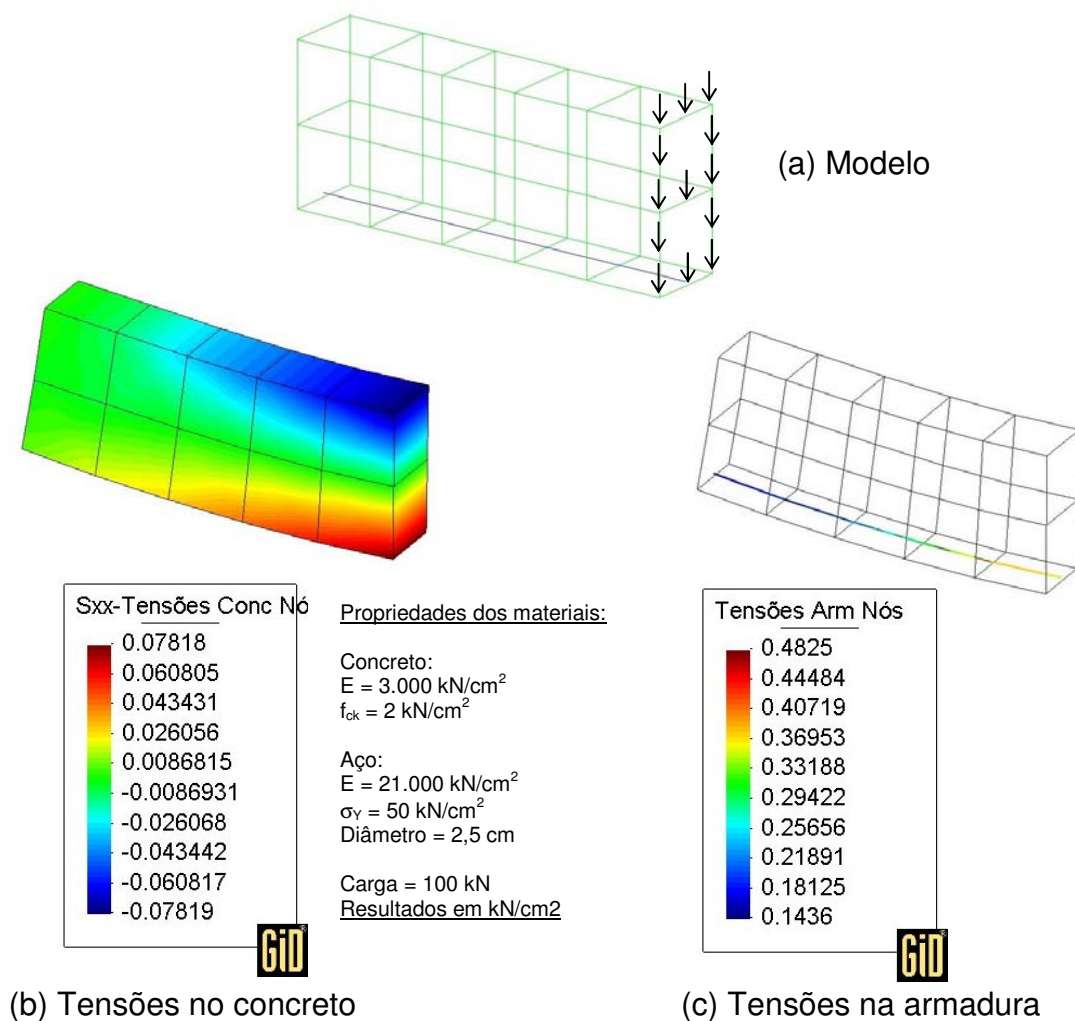 (a) Modelo
Sxx-Tensões Conc Nó
0.07818
0.060805
0.043431
0.026056
0.0086815
-0.0086931
-0.026068
-0.043442
-0.060817
-0.07819
GiD
Propriedades dos materiais:
Concreto:
E = 3.000 kN/cm²
f_ck = 2 kN/cm²
Aço:
E = 21.000 kN/cm²
σ_Y = 50 kN/cm²
Diâmetro = 2,5 cm
Carga = 100 kN
Resultados em kN/cm2
Tensões Arm Nós
0.4825
0.44484
0.40719
0.36953
0.33188
0.29422
0.25656
0.21891
0.18125
0.1436
GiD
(b) Tensões no concreto
(c) Tensões na armadura